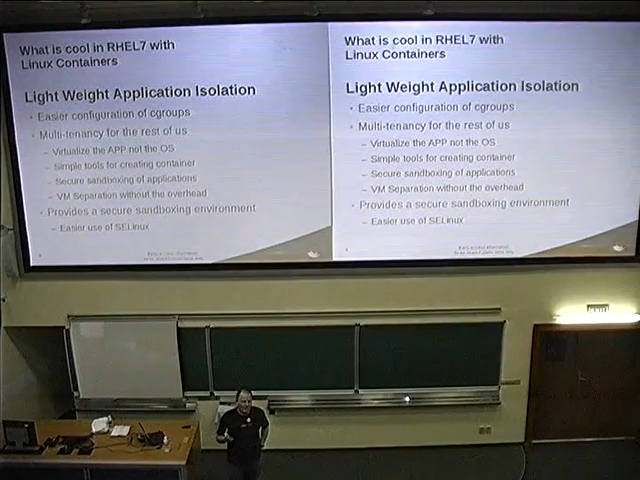 What is cool in RHEL7 with
Linux Containers
Light Weight Application Isolation
Easier configuration of cgroups
Multi-tenancy for the rest of us
– Virtualize the APP not the OS
– Simple tools for creating container
– Secure sandboxing of applications
– VM Separation without the overhead
Provides a secure sandboxing environment
– Easier use of SELinux
What is cool in RHEL7 with
Linux Containers
Light Weight Application Isolation
Easier configuration of cgroups
Multi-tenancy for the rest of us
– Virtualize the APP not the OS
– Simple tools for creating container
– Secure sandboxing of applications
– VM Separation without the overhead
Provides a secure sandboxing environment
– Easier use of SELinux